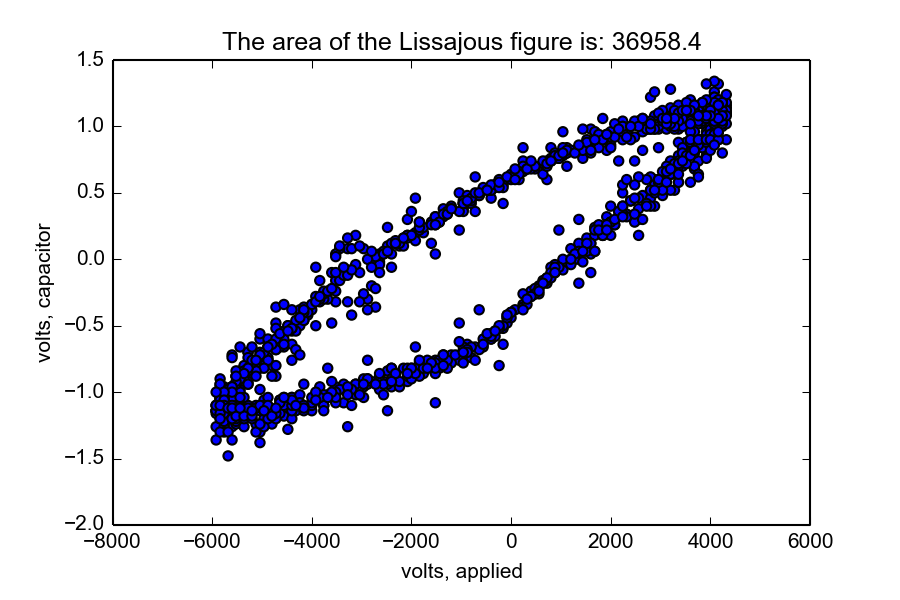 The area of the Lissajous figure is: 36958.4
1.5
1.0
0.5
0.0
−0.5
−1.0
−1.5
−2.0
volts, capacitor
−8000 −6000 −4000 −2000 0 2000 4000 6000
volts, applied